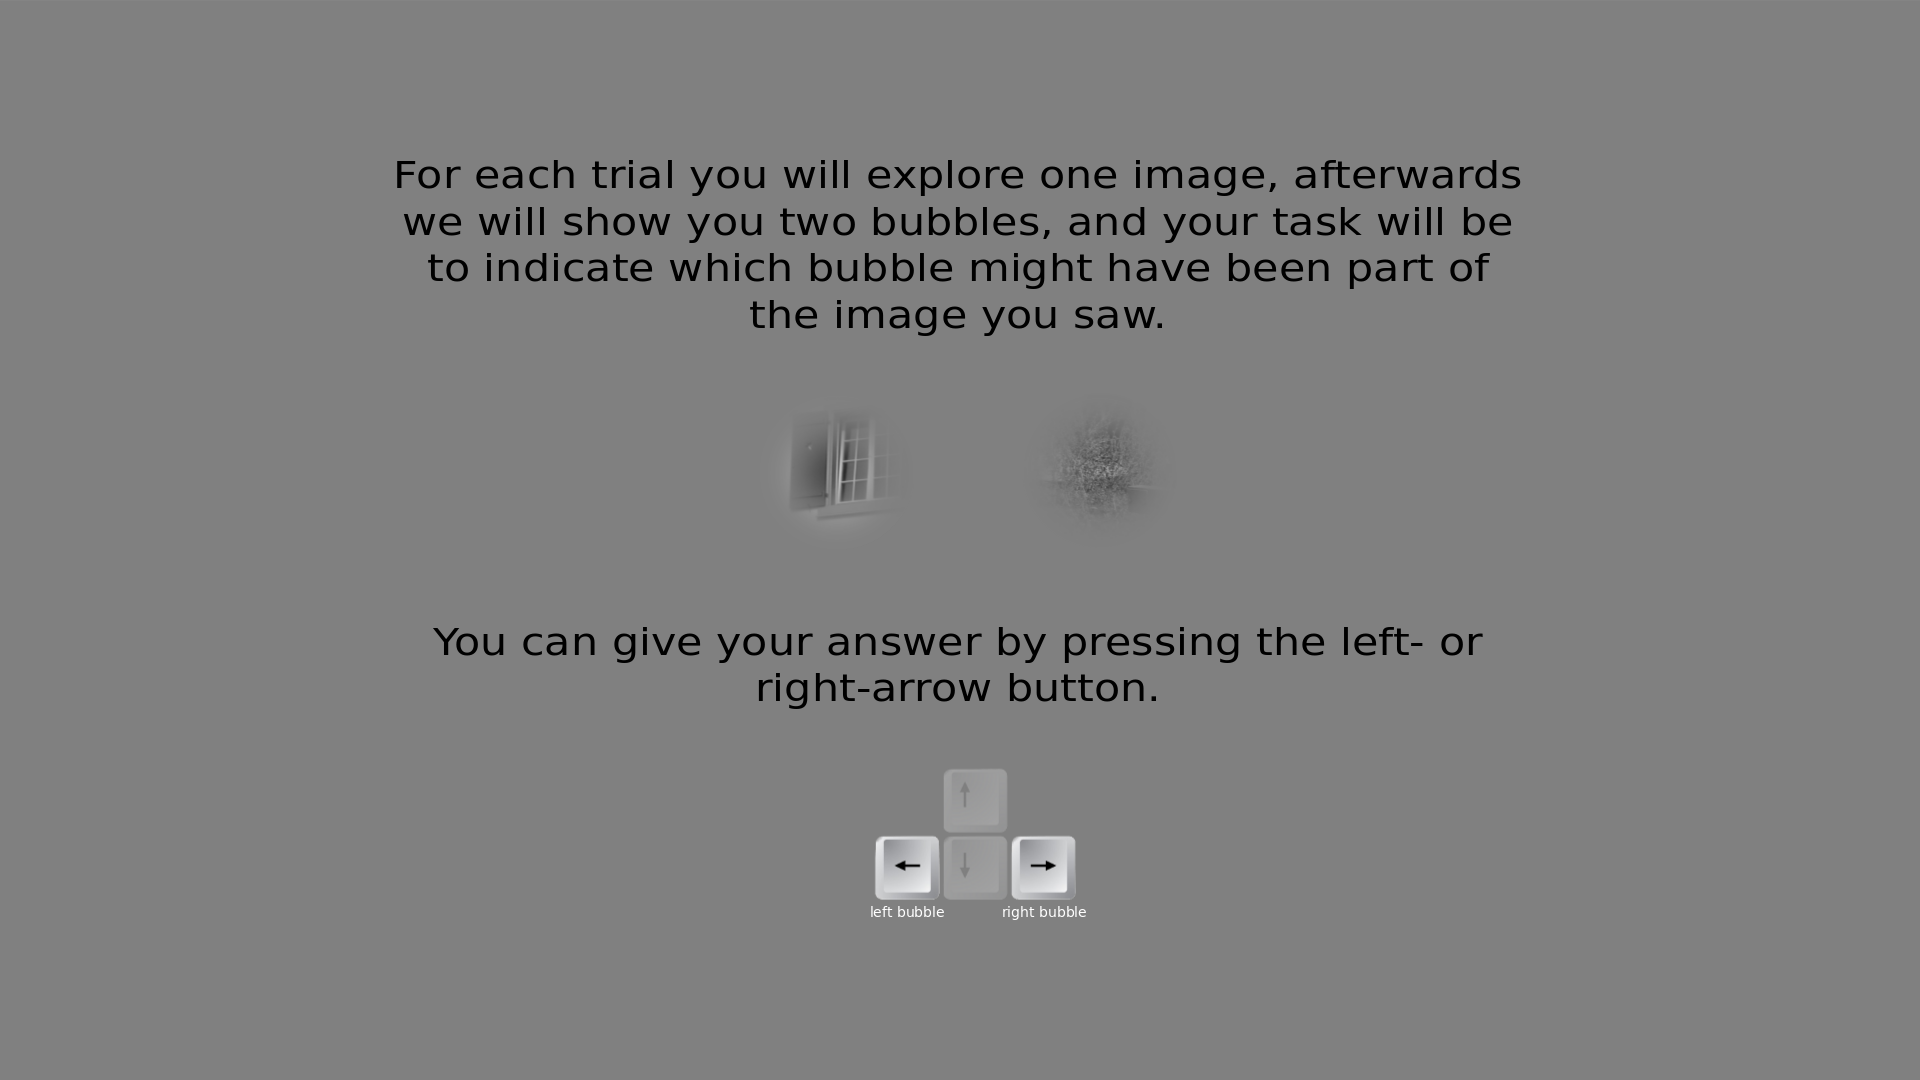 For each trial you will explore one image, afterwards
we will show you two bubbles, and your task will be
to indicate which bubble might have been part of
the image you saw.
You can give your answer by pressing the left- or
right-arrow button.
↑
← ↓ →
left bubble right bubble